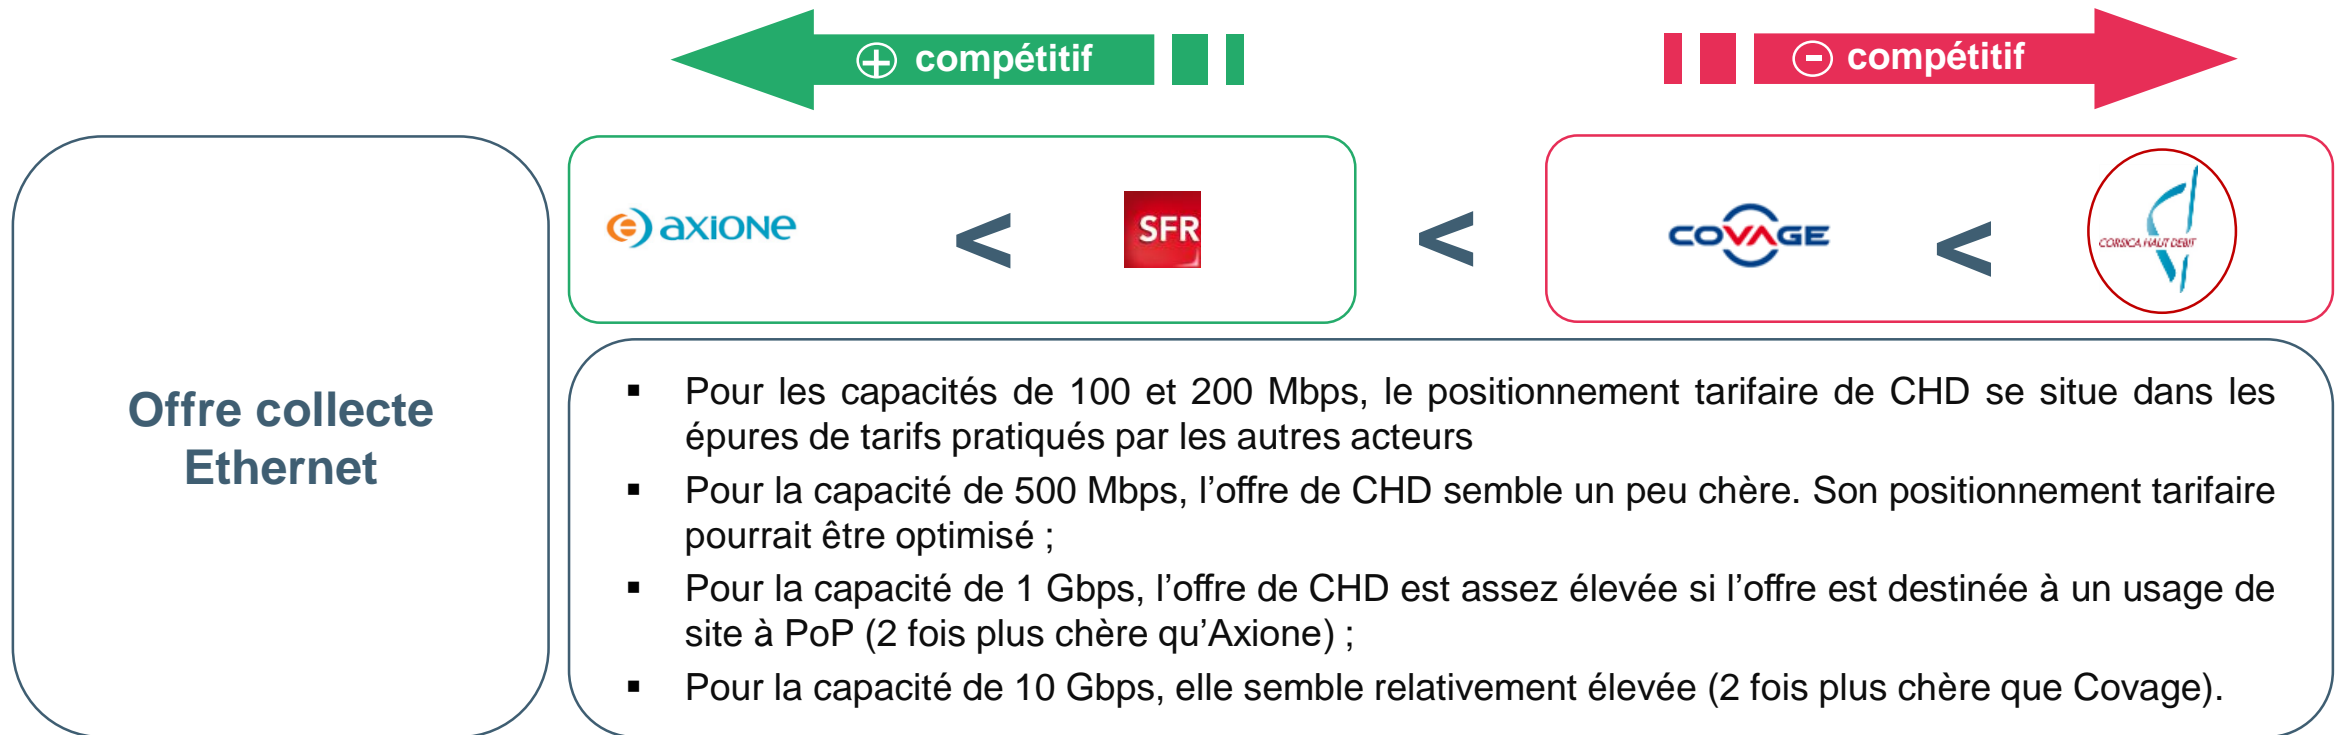 + compétitif
- compétitif
axione
<
SFR
<
COVAGE
<
CORSICA HAUT DEBIT
Offre collecte
Ethernet
▪ Pour les capacités de 100 et 200 Mbps, le positionnement tarifaire de CHD se situe dans les
épures de tarifs pratiqués par les autres acteurs
▪ Pour la capacité de 500 Mbps, l’offre de CHD semble un peu chère. Son positionnement tarifaire
pourrait être optimisé ;
▪ Pour la capacité de 1 Gbps, l’offre de CHD est assez élevée si l’offre est destinée à un usage de
site à PoP (2 fois plus chère qu’Axione) ;
▪ Pour la capacité de 10 Gbps, elle semble relativement élevée (2 fois plus chère que Covage).